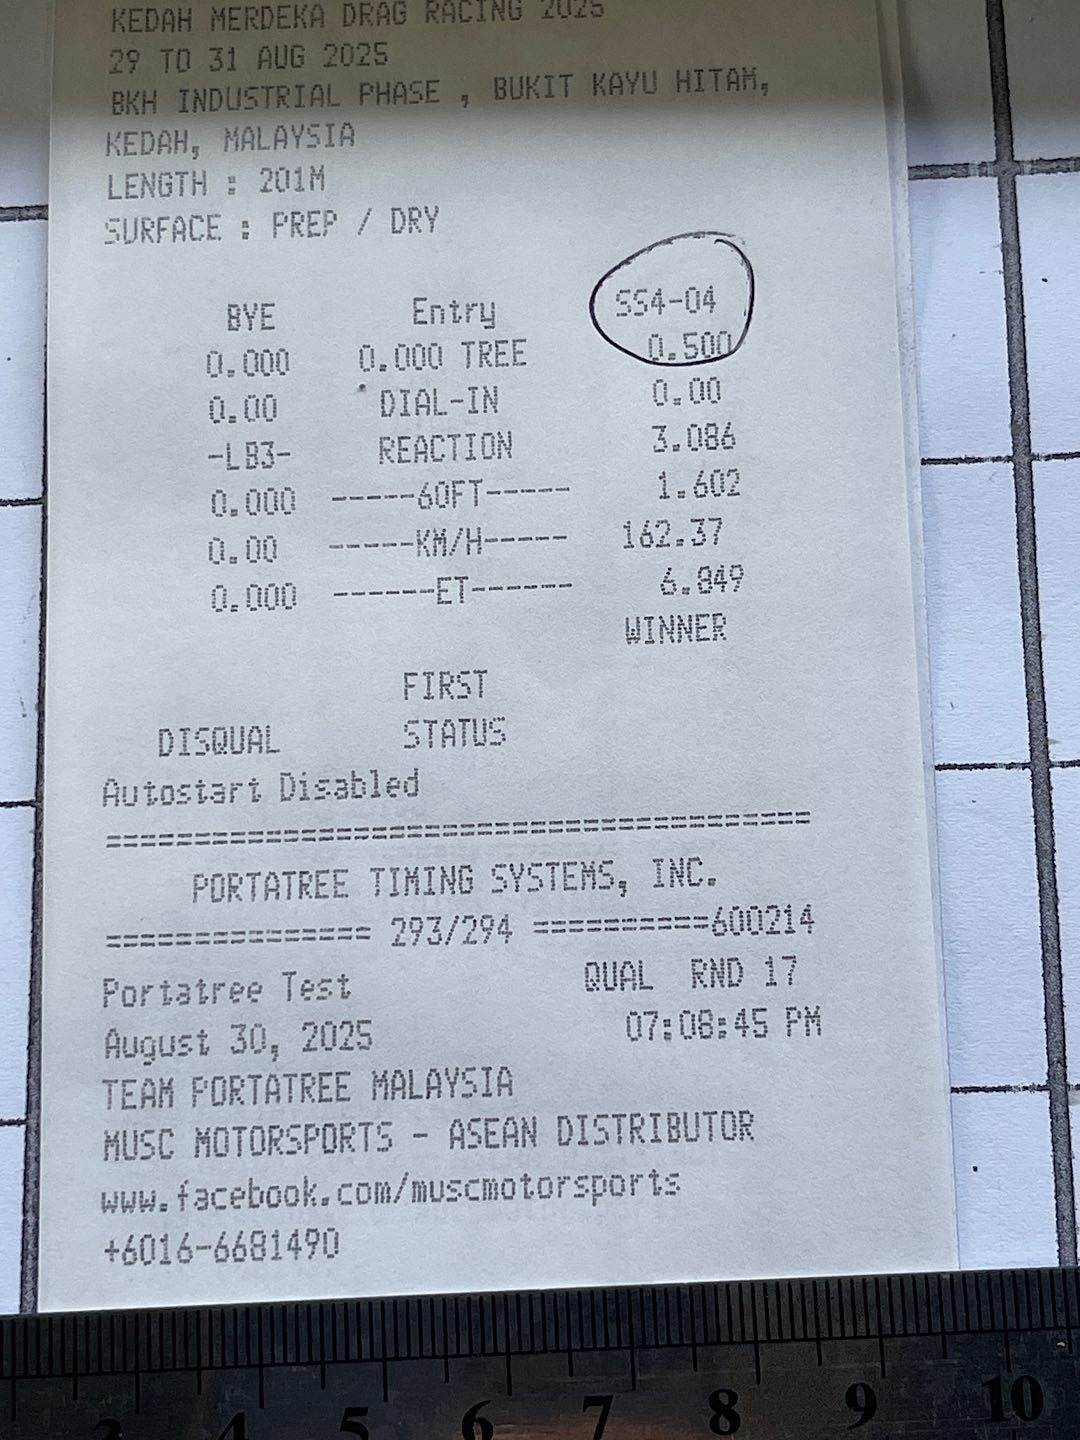 KEDAH MERDEKA DRAG RACING 2025
29 TO 31 AUG 2025
BKH INDUSTRIAL PHASE , BUKIT KAYU HITAM,
KEDAH, MALAYSIA
LENGTH : 201M
SURFACE : PREP / DRY
BYE Entry SS4-04
0.000 0.000 TREE 0.500
0.00 DIAL-IN 0.00
-LB3- REACTION 3.086
0.000 -----60FT----- 1.602
0.00 -----KM/H----- 162.37
0.000 ------ET------ 6.849
WINNER
FIRST
DISQUAL STATUS
Autostart Disabled
=======================================
PORTATREE TIMING SYSTEMS, INC.
=============== 293/294 ==========600214
Portatree Test QUAL RND 17
August 30, 2025 07:08:45 PM
TEAM PORTATREE MALAYSIA
MUSC MOTORSPORTS - ASEAN DISTRIBUTOR
www.facebook.com/muscmotorsports
+6016-6681490
3 4 5 6 7 8 9 10